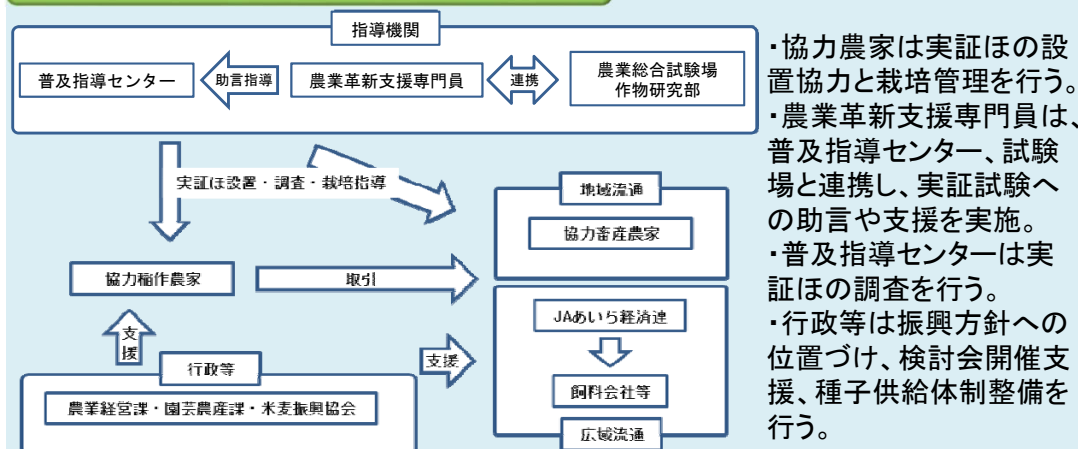 指導機関
普及指導センター
助言指導
農業革新支援専門員
連携
農業総合試験場
作物研究部
実証ほ設置・調査・栽培指導
地域流通
協力畜産農家
協力稲作農家
取引
JAあいち経済連
支
援
支援
行政等
飼料会社等
農業経営課・園芸農産課・米麦振興協会
広域流通
・協力農家は実証ほの設
置協力と栽培管理を行う。
・農業革新支援専門員は、
普及指導センター、試験
場と連携し、実証試験へ
の助言や支援を実施。
・普及指導センターは実
証ほの調査を行う。
・行政等は振興方針への
位置づけ、検討会開催支
援、種子供給体制整備を
行う。